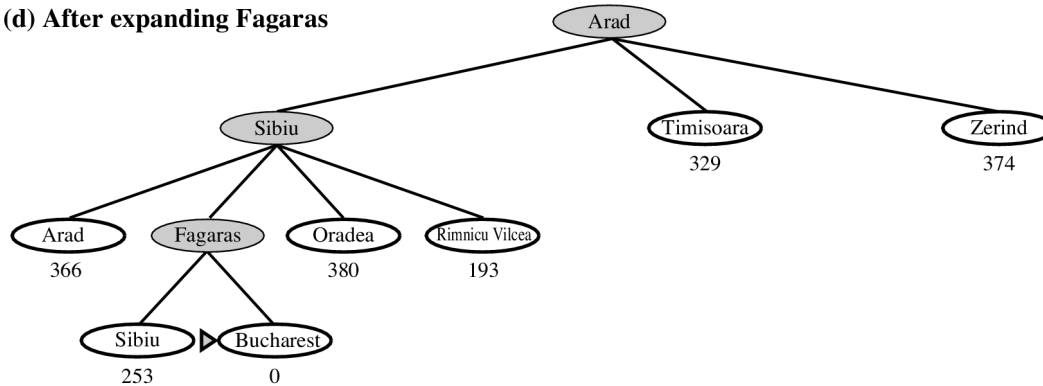 (d) After expanding Fagaras
Arad
Sibiu
Timisoara
Zerind
329
374
Arad
Fagaras
Oradea
Rimnicu Vilcea
366
380
193
Sibiu
Bucharest
253
0